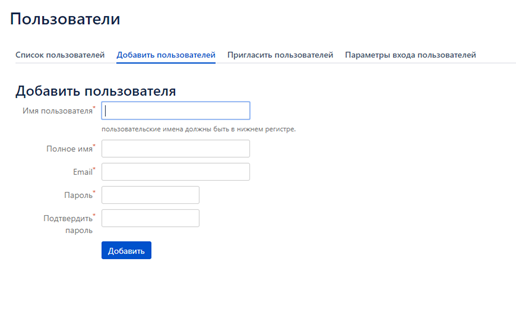 Пользователи
Список пользователей Добавить пользователей Пригласить пользователей Параметры входа пользователей
Добавить пользователя
Имя пользователя*
пользовательские имена должны быть в нижнем регистре.
Полное имя*
Email*
Пароль*
Подтвердить*
пароль
Добавить